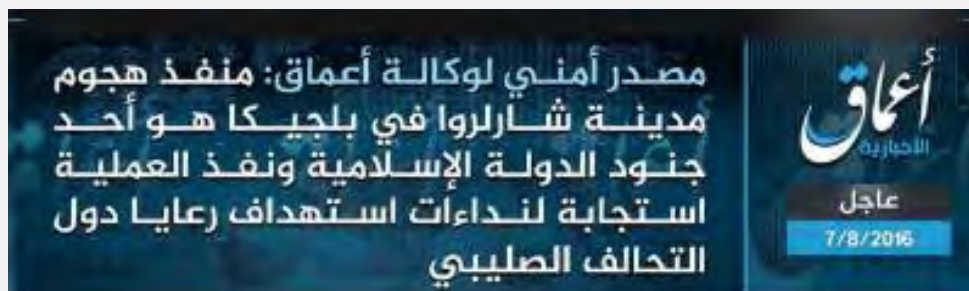 مصدر أمني لوكالة أعماق: منفذ هجوم
مدينة شارلروا في بلجيكا هو أحد
جنود الدولة الإسلامية ونفذ العملية
استجابة لنداءات استهداف رعايا دول
التحالف الصليبي
أعماق
الأخبارية
عاجل
7/8/2016